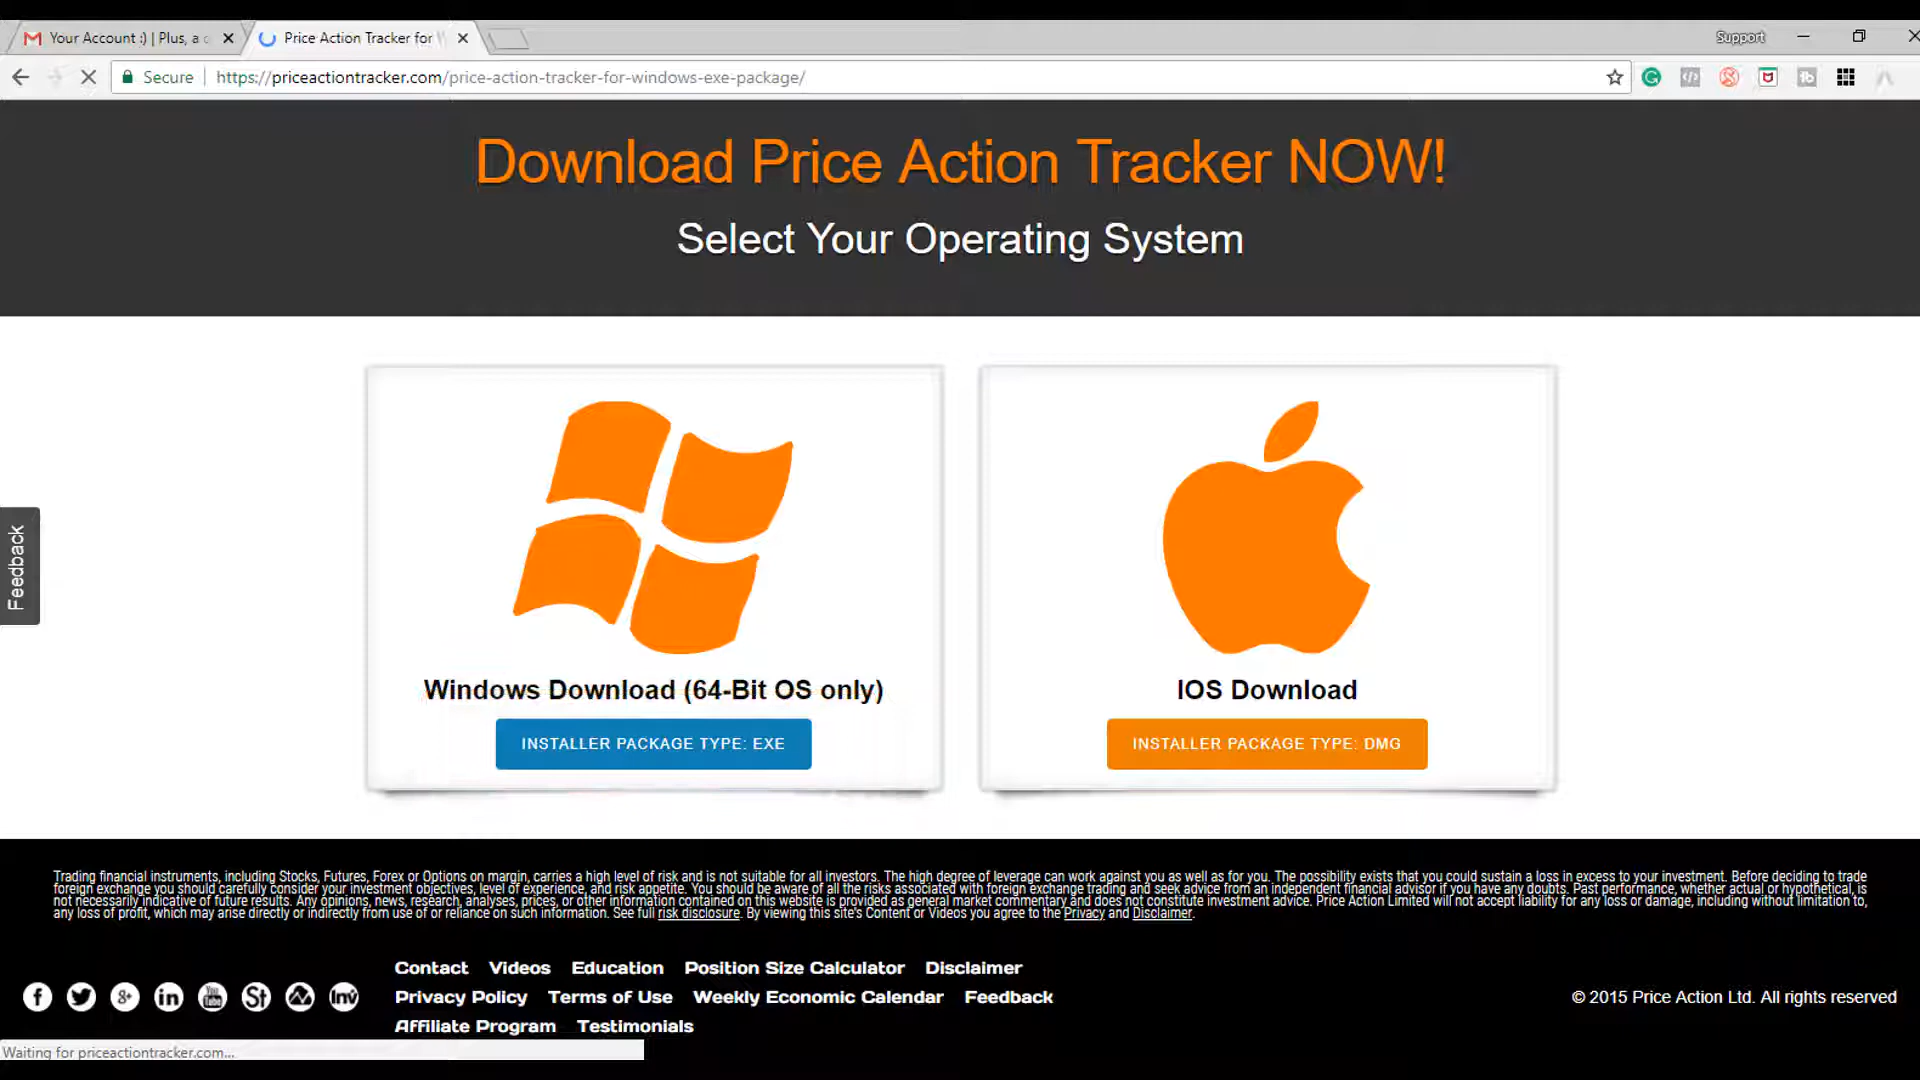 Your Account :) | Plus, a
Price Action Tracker for
Support
Secure
https://priceactiontracker.com/price-action-tracker-for-windows-exe-package/
Download Price Action Tracker NOW!
Select Your Operating System
Feedback
Windows Download (64-Bit OS only)
INSTALLER PACKAGE TYPE: EXE
IOS Download
INSTALLER PACKAGE TYPE: DMG
Trading financial instruments, including Stocks, Futures, Forex or Options on margin, carries a high level of risk and is not suitable for all investors. The high degree of leverage can work against you as well as for you. The possibility exists that you could sustain a loss in excess to your investment. Before deciding to trade
foreign exchange you should carefully consider your investment objectives, level of experience, and risk appetite. You should be aware of all the risks associated with foreign exchange trading and seek advice from an independent financial advisor if you have any doubts. Past performance, whether actual or hypothetical, is
not necessarily indicative of future results. Any opinions, news, research, analyses, prices, or other information contained on this website is provided as general market commentary and does not constitute investment advice. Price Action Limited will not accept liability for any loss or damage, including without limitation to,
any loss of profit, which may arise directly or indirectly from use of or reliance on such information. See full risk disclosure. By viewing this site's Content or Videos you agree to the Privacy and Disclaimer.
Contact Videos Education Position Size Calculator Disclaimer
Privacy Policy Terms of Use Weekly Economic Calendar Feedback
Affiliate Program Testimonials
© 2015 Price Action Ltd. All rights reserved
Waiting for priceactiontracker.com...